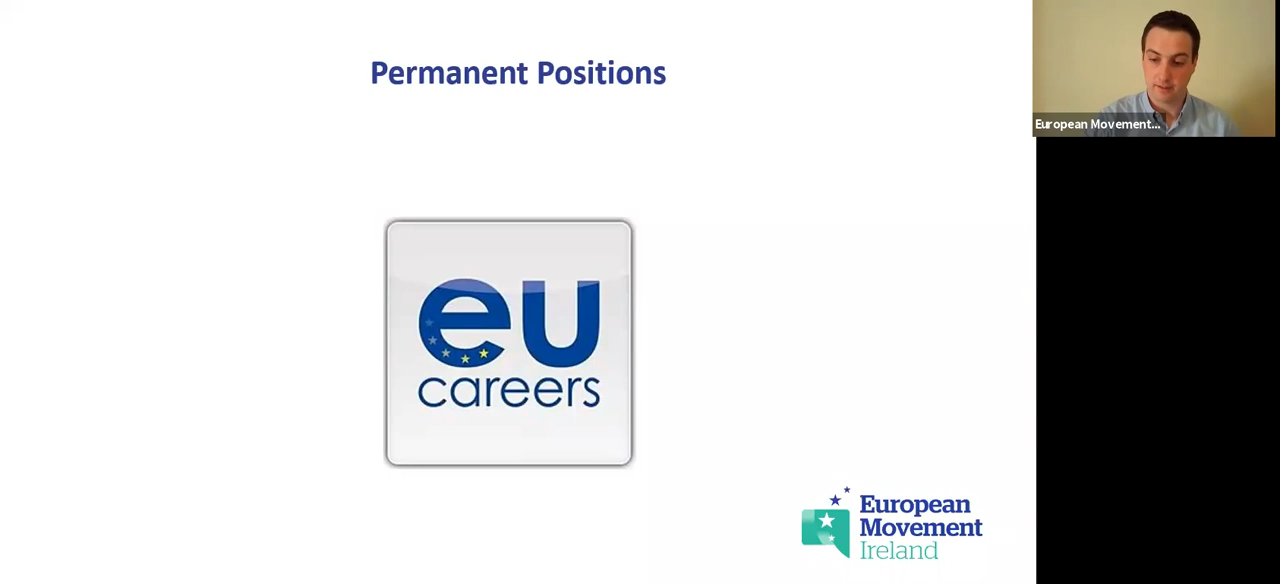 Permanent Positions
European Movement...
eu
careers
European
Movement
Ireland